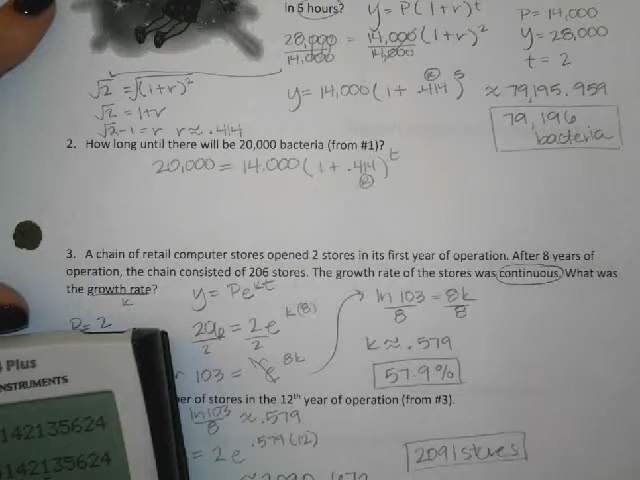 in 6 hours? y = P(1+r)^t P = 14,000
28,000/14,000 = 14,000/14,000 (1+r)^2 y = 28,000
t = 2
√2 = √(1+r)^2
y = 14,000(1 + .414)^5 ≈ 79,195.959
√2 = 1+r
√2-1 = r r ≈ .414
79,196 bacteria
2. How long until there will be 20,000 bacteria (from #1)?
20,000 = 14,000(1 + .414)^t
3. A chain of retail computer stores opened 2 stores in its first year of operation. After 8 years of
operation, the chain consisted of 206 stores. The growth rate of the stores was continuous. What was
the growth rate? y = Pe^kt
k
P = 2
206/2 = 2e^k(8)/2
ln 103/8 = 8k/8
103 = e^8k
k ≈ .579
57.9%
Plus
INSTRUMENTS
er of stores in the 12th year of operation (from #3).
ln103/8 ≈ .579
= 2e^.579(12)
2091 stores
142135624
142135624